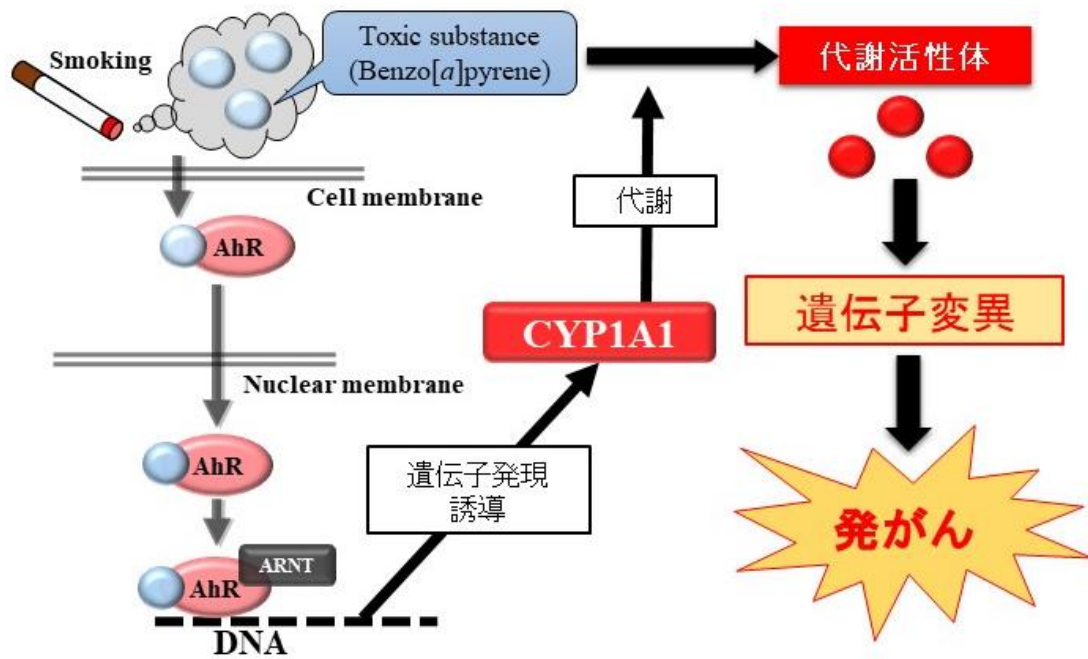 Smoking
Toxic substance
(Benzo[a]pyrene)
代謝活性体
Cell membrane
AhR
代謝
CYP1A1
遺伝子変異
Nuclear membrane
AhR
遺伝子発現
誘導
発がん
ARNT
AhR
DNA